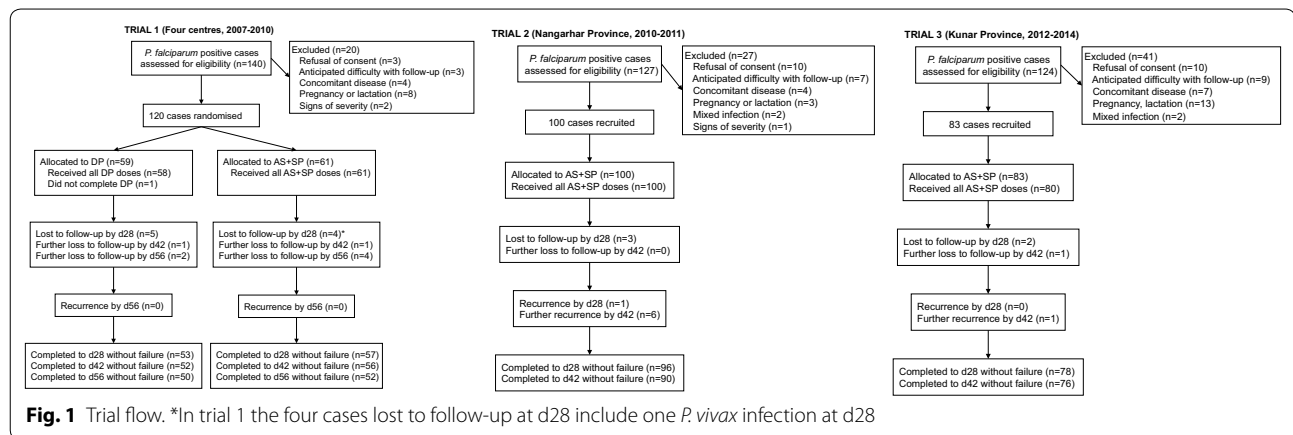 TRIAL 1 (Four centres, 2007-2010)
P. falciparum positive cases
assessed for eligibility (n=140)
Excluded (n=20)
Refusal of consent (n=3)
Anticipated difficulty with follow-up (n=3)
Concomitant disease (n=4)
Pregnancy or lactation (n=8)
Signs of severity (n=2)
120 cases randomised
Allocated to DP (n=59)
Received all DP doses (n=58)
Did not complete DP (n=1)
Allocated to AS+SP (n=61)
Received all AS+SP doses (n=61)
Lost to follow-up by d28 (n=5)
Further loss to follow-up by d42 (n=1)
Further loss to follow-up by d56 (n=2)
Lost to follow-up by d28 (n=4)*
Further loss to follow-up by d42 (n=1)
Further loss to follow-up by d56 (n=4)
Recurrence by d56 (n=0)
Recurrence by d56 (n=0)
Completed to d28 without failure (n=53)
Completed to d42 without failure (n=52)
Completed to d56 without failure (n=50)
Completed to d28 without failure (n=57)
Completed to d42 without failure (n=56)
Completed to d56 without failure (n=52)
TRIAL 2 (Nangarhar Province, 2010-2011)
P. falciparum positive cases
assessed for eligibility (n=127)
Excluded (n=27)
Refusal of consent (n=10)
Anticipated difficulty with follow-up (n=7)
Concomitant disease (n=4)
Pregnancy or lactation (n=3)
Mixed infection (n=2)
Signs of severity (n=1)
100 cases recruited
Allocated to AS+SP (n=100)
Received all AS+SP doses (n=100)
Lost to follow-up by d28 (n=3)
Further loss to follow-up by d42 (n=0)
Recurrence by d28 (n=1)
Further recurrence by d42 (n=6)
Completed to d28 without failure (n=96)
Completed to d42 without failure (n=90)
TRIAL 3 (Kunar Province, 2012-2014)
P. falciparum positive cases
assessed for eligibility (n=124)
Excluded (n=41)
Refusal of consent (n=10)
Anticipated difficulty with follow-up (n=9)
Concomitant disease (n=7)
Pregnancy, lactation (n=13)
Mixed infection (n=2)
83 cases recruited
Allocated to AS+SP (n=83)
Received all AS+SP doses (n=80)
Lost to follow-up by d28 (n=2)
Further loss to follow-up by d42 (n=1)
Recurrence by d28 (n=0)
Further recurrence by d42 (n=1)
Completed to d28 without failure (n=78)
Completed to d42 without failure (n=76)
Fig. 1 Trial flow. *In trial 1 the four cases lost to follow-up at d28 include one P. vivax infection at d28